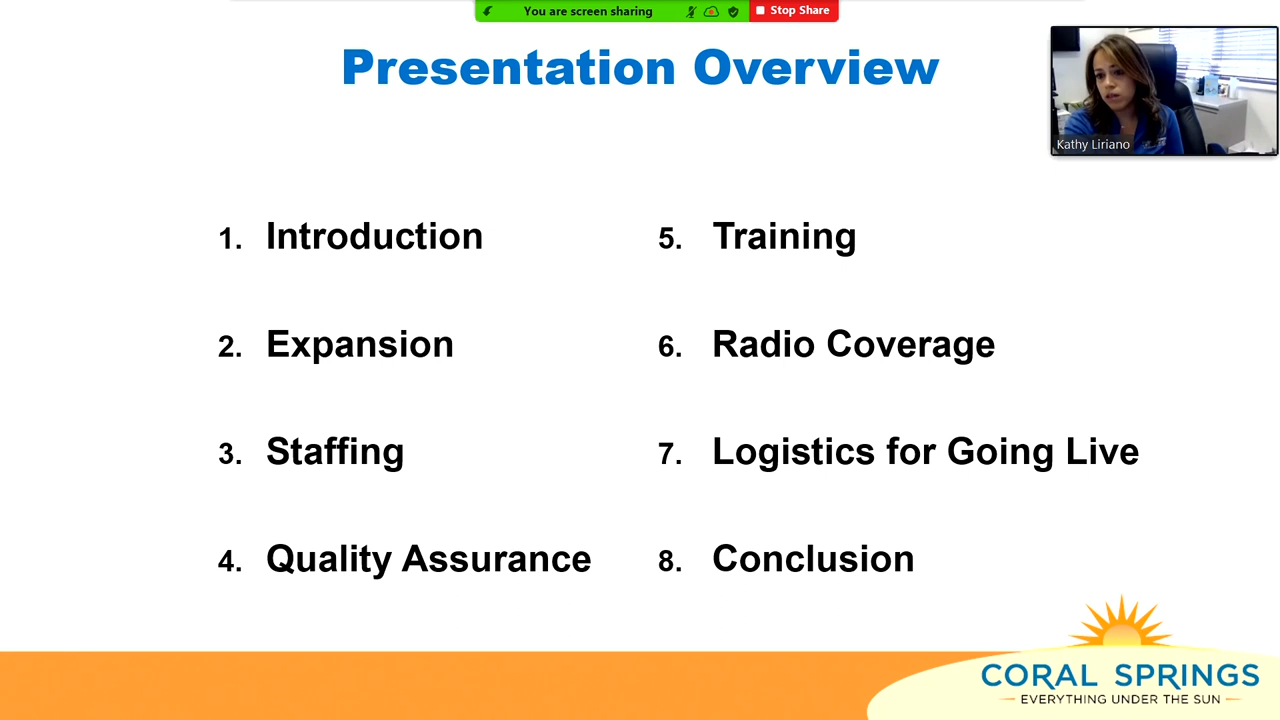 You are screen sharing
Stop Share
Presentation Overview
Kathy Liriano
1. Introduction
2. Expansion
3. Staffing
4. Quality Assurance
5. Training
6. Radio Coverage
7. Logistics for Going Live
8. Conclusion
CORAL SPRINGS
EVERYTHING UNDER THE SUN